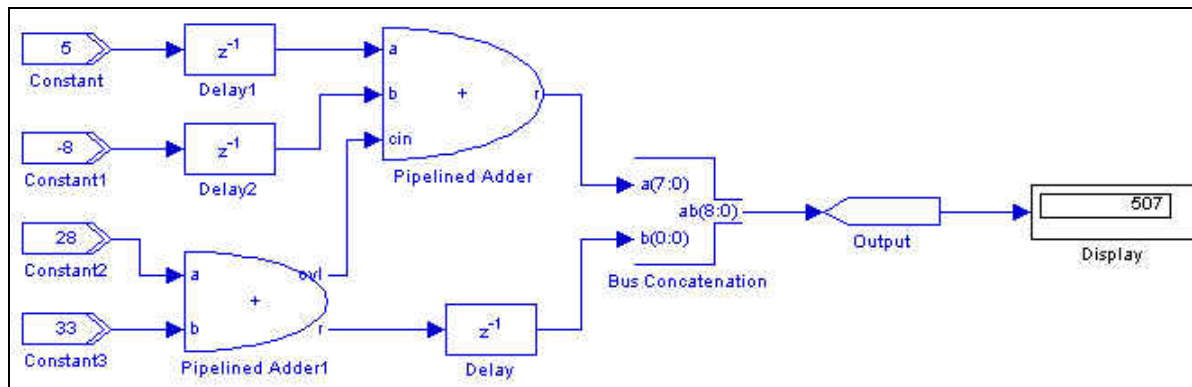 5
Constant
z-1
Delay1
a
b
cin
+
r
Pipelined Adder
-8
Constant1
z-1
Delay2
28
Constant2
33
Constant3
a
b
+
ovl
r
Pipelined Adder1
z-1
Delay
a(7:0)
ab(8:0)
b(0:0)
Bus Concatenation
Output
507
Display